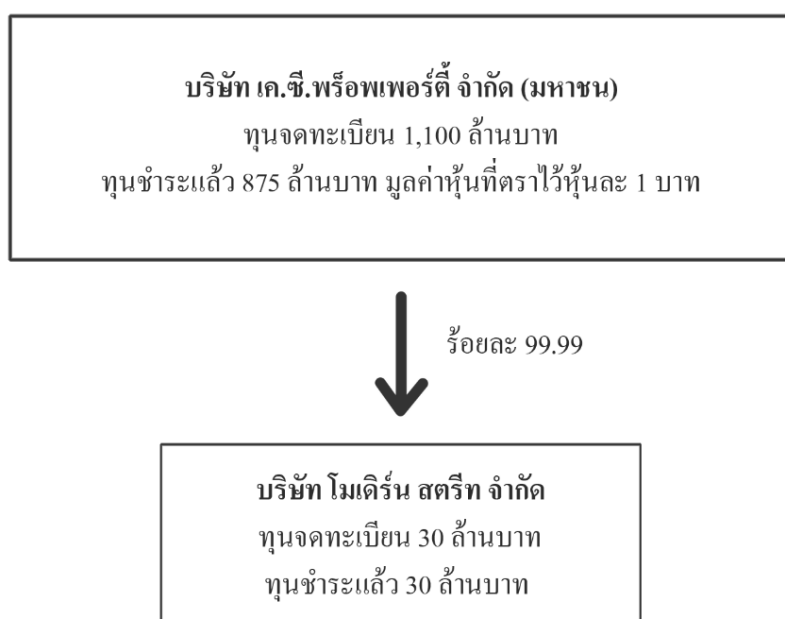 บริษัท เค.ซี.พร็อพเพอร์ตี้ จำกัด (มหาชน)
ทุนจดทะเบียน 1,100 ล้านบาท
ทุนชำระแล้ว 875 ล้านบาท มูลค่าหุ้นที่ตราไว้หุ้นละ 1 บาท
ร้อยละ 99.99
บริษัท โมเดิร์น สตรีท จำกัด
ทุนจดทะเบียน 30 ล้านบาท
ทุนชำระแล้ว 30 ล้านบาท